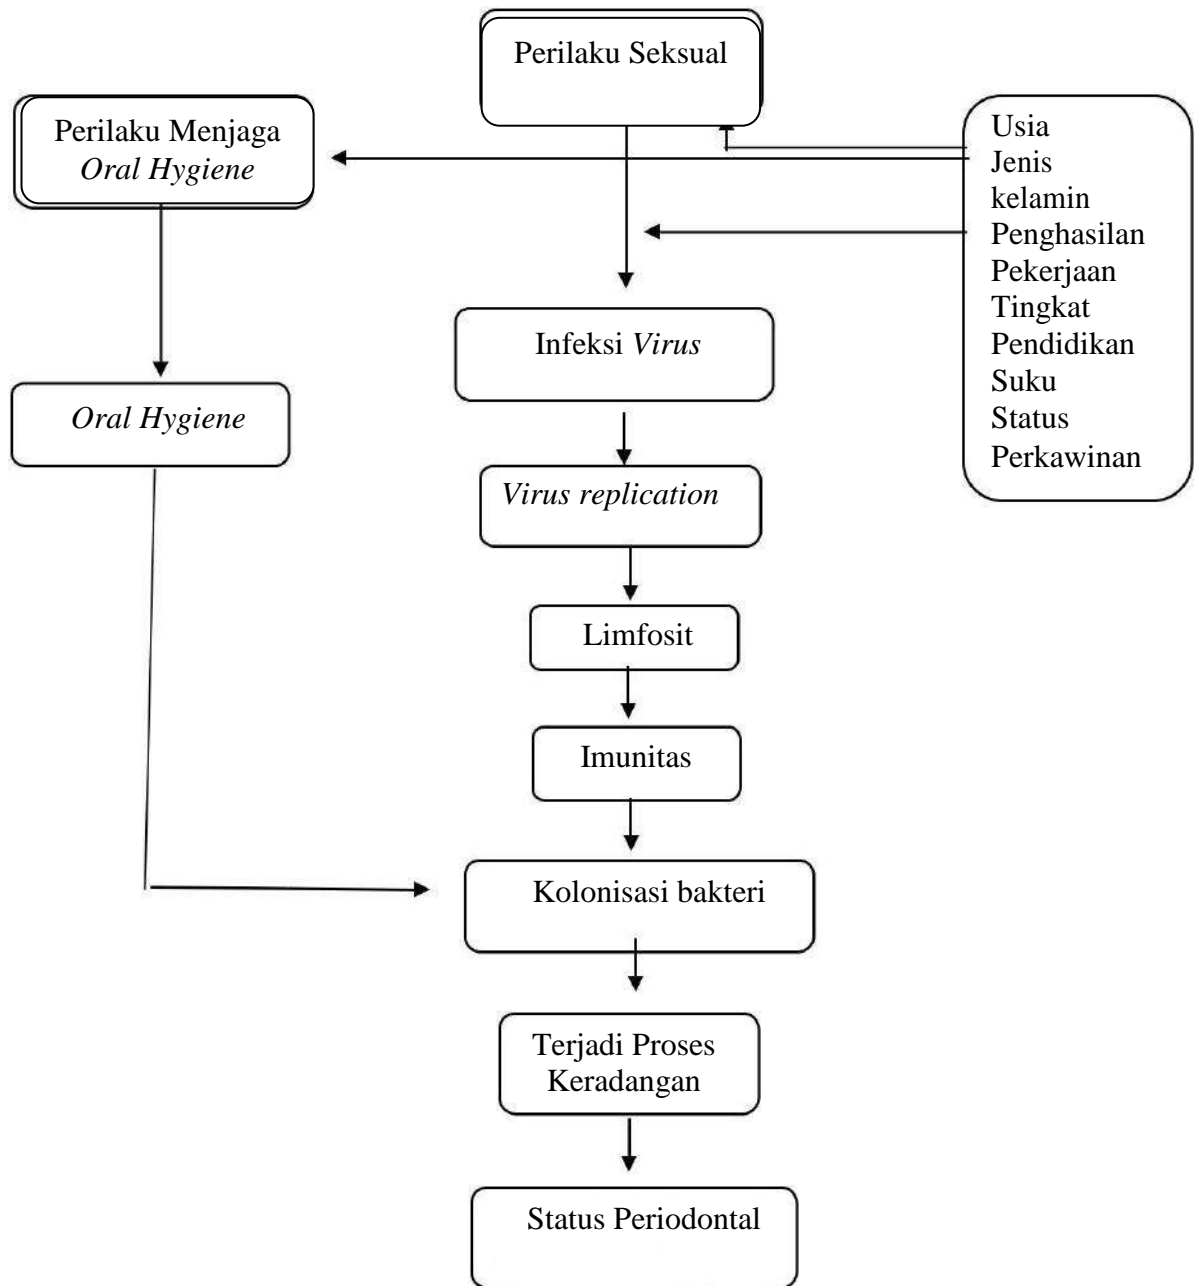 Perilaku Seksual
Perilaku Menjaga
Oral Hygiene
Usia
Jenis
kelamin
Penghasilan
Pekerjaan
Tingkat
Pendidikan
Suku
Status
Perkawinan
Infeksi Virus
Oral Hygiene
Virus replication
Limfosit
Imunitas
Kolonisasi bakteri
Terjadi Proses
Keradangan
Status Periodontal